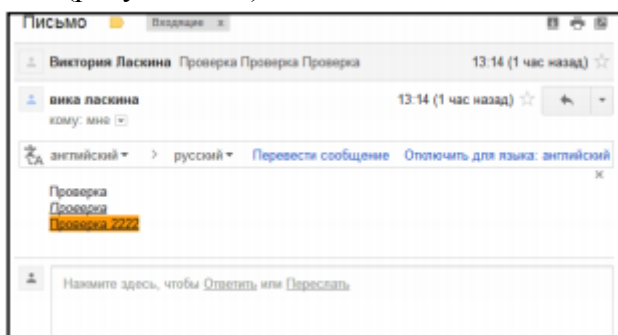 Письмо Входящие x
Виктория Ласкина Проверка Проверка Проверка 13:14 (1 час назад)
вика ласкина 13:14 (1 час назад)
кому: мне
английский > русский Перевести сообщение Отключить для языка: английский
x
Проверка
Проверка
Проверка 2222
Нажмите здесь, чтобы Ответить или Переслать